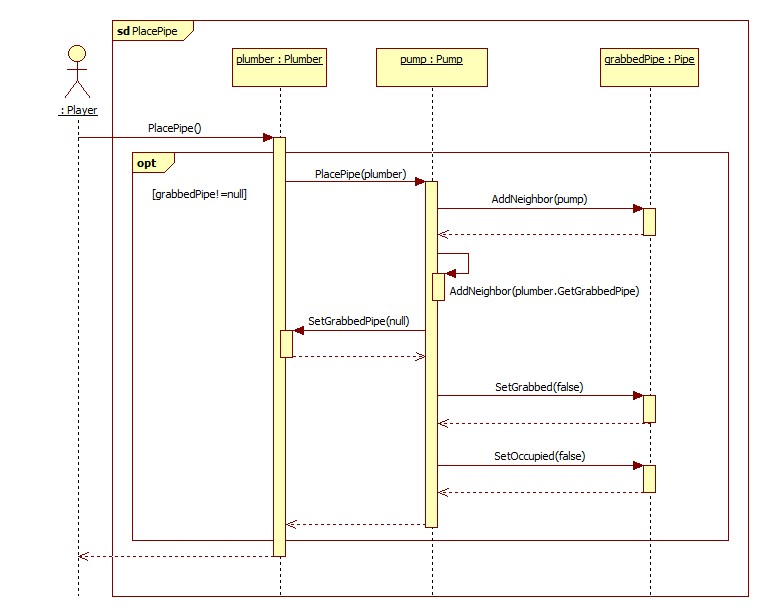 sd PlacePipe
plumber : Plumber
pump : Pump
grabbedPipe : Pipe
: Player
PlacePipe()
opt
[grabbedPipe!=null]
PlacePipe(plumber)
AddNeighbor(pump)
AddNeighbor(plumber.GetGrabbedPipe)
SetGrabbedPipe(null)
SetGrabbed(false)
SetOccupied(false)